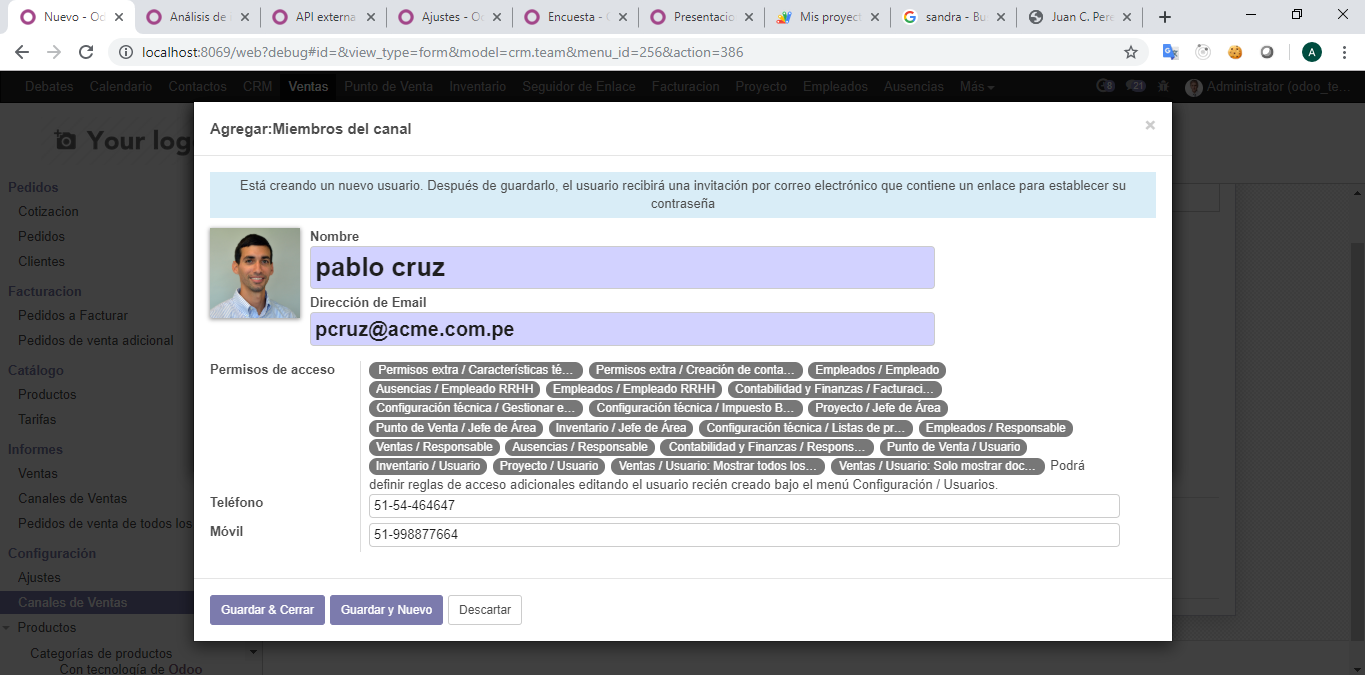 Nuevo - Od
Análisis de
API externa
Ajustes - O
Encuesta -
Presentacio
Mis proyect
sandra - Bu
Juan C. Pere
localhost:8069/web?debug#id=&view_type=form&model=crm.team&menu_id=256&action=386
A
Debates Calendario Contactos CRM Ventas Punto de Venta Inventario Seguidor de Enlace Facturacion Proyecto Empleados Ausencias Más 8 21 Administrator (odoo_te...
Your log
Pedidos
Cotizacion
Pedidos
Clientes
Facturacion
Pedidos a Facturar
Pedidos de venta adicional
Catálogo
Productos
Tarifas
Informes
Ventas
Canales de Ventas
Pedidos de venta de todos los
Configuración
Ajustes
Canales de Ventas
Productos
Categorías de productos
Con tecnología de Odoo
Agregar:Miembros del canal ×
Está creando un nuevo usuario. Después de guardarlo, el usuario recibirá una invitación por correo electrónico que contiene un enlace para establecer su
contraseña
Nombre
pablo cruz
Dirección de Email
pcruz@acme.com.pe
Permisos de acceso
Permisos extra / Características té... Permisos extra / Creación de conta... Empleados / Empleado
Ausencias / Empleado RRHH Empleados / Empleado RRHH Contabilidad y Finanzas / Facturaci...
Configuración técnica / Gestionar e... Configuración técnica / Impuesto B... Proyecto / Jefe de Área
Punto de Venta / Jefe de Área Inventario / Jefe de Área Configuración técnica / Listas de pr... Empleados / Responsable
Ventas / Responsable Ausencias / Responsable Contabilidad y Finanzas / Respons... Punto de Venta / Usuario
Inventario / Usuario Proyecto / Usuario Ventas / Usuario: Mostrar todos los... Ventas / Usuario: Solo mostrar doc... Podrá
definir reglas de acceso adicionales editando el usuario recién creado bajo el menú Configuración / Usuarios.
Teléfono 51-54-464647
Móvil 51-998877664
Guardar & Cerrar Guardar y Nuevo Descartar